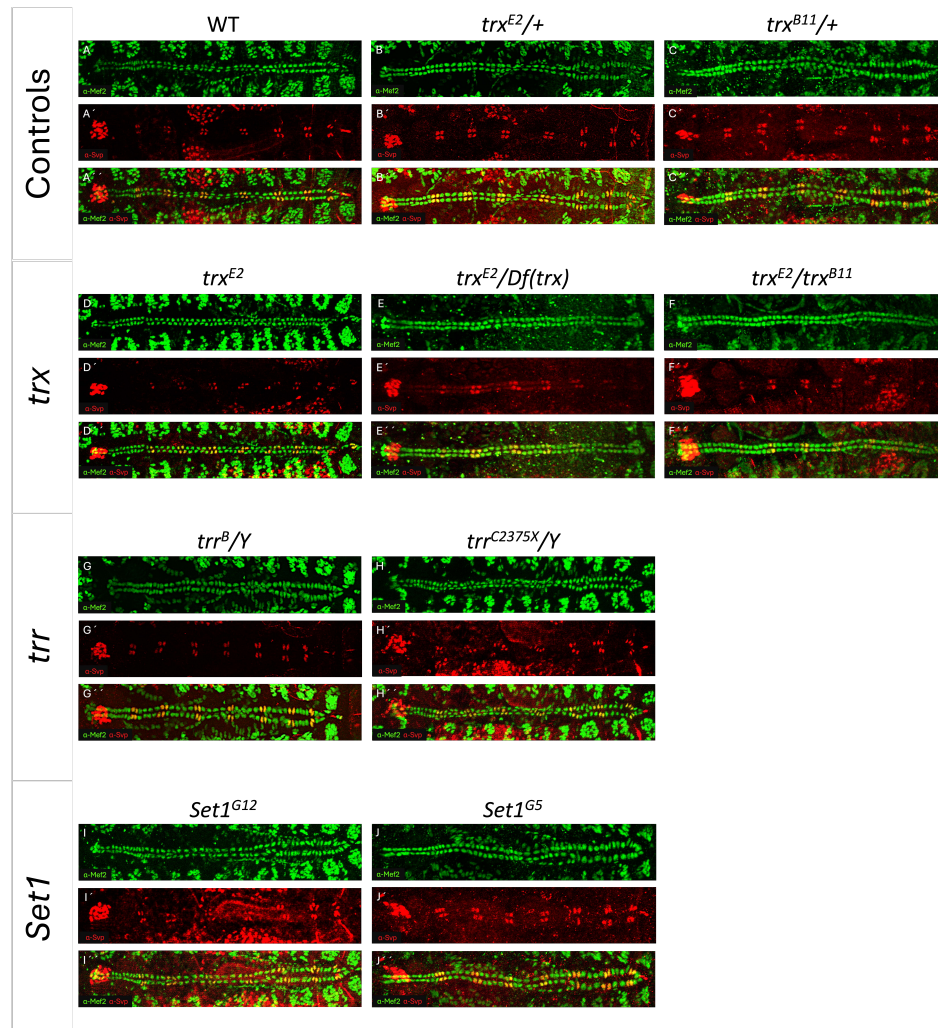 Controls
WT
trxE2/+
trxB11/+
A
α-Mef2
B
α-Mef2
C
α-Mef2
A´
α-Svp
B´
α-Svp
C´
α-Svp
A´´
α-Mef2 α-Svp
B´´
α-Mef2 α-Svp
C´´
α-Mef2 α-Svp
trx
trxE2
trxE2/Df(trx)
trxE2/trxB11
D
α-Mef2
E
α-Mef2
F
α-Mef2
D´
α-Svp
E´
α-Svp
F´
α-Svp
D´´
α-Mef2 α-Svp
E´´
α-Mef2 α-Svp
F´´
α-Mef2 α-Svp
trr
trrB/Y
trrC2375X/Y
G
α-Mef2
H
α-Mef2
G´
α-Svp
H´
α-Svp
G´´
α-Mef2 α-Svp
H´´
α-Mef2 α-Svp
Set1
Set1G12
Set1G5
I
α-Mef2
J
α-Mef2
I´
α-Svp
J´
α-Svp
I´´
α-Mef2 α-Svp
J´´
α-Mef2 α-Svp